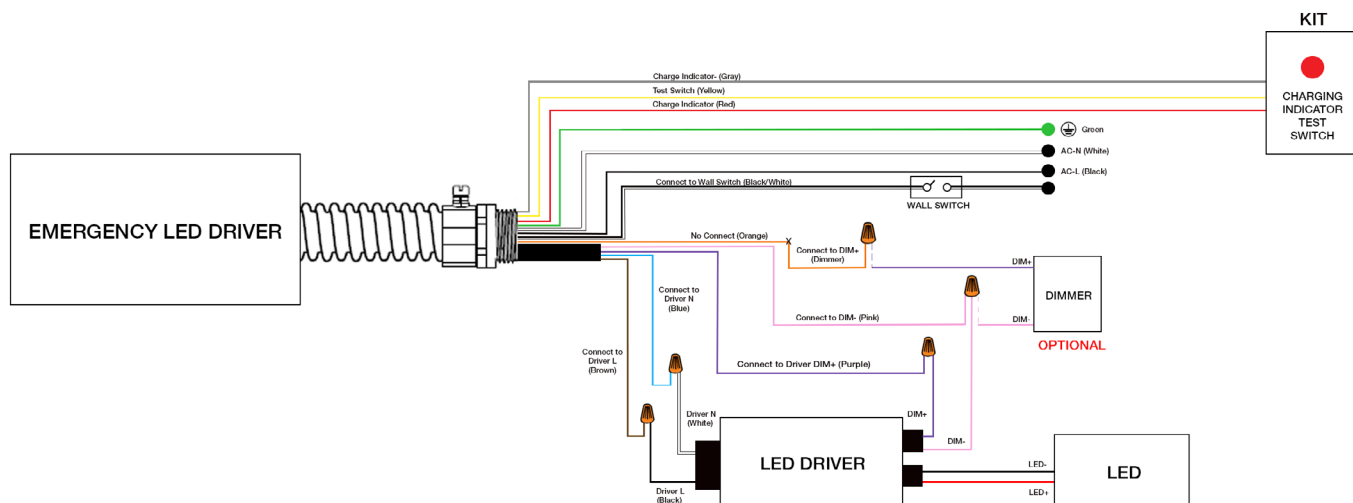 KIT
CHARGING
INDICATOR
TEST
SWITCH
Charge Indicator- (Gray)
Test Switch (Yellow)
Charge Indicator (Red)
Green
AC-N (White)
AC-L (Black)
Connect to Wall Switch (Black/White)
WALL SWITCH
EMERGENCY LED DRIVER
No Connect (Orange)
X
Connect to DIM+
(Dimmer)
DIM+
DIMMER
DIM-
OPTIONAL
Connect to
Driver N
(Blue)
Connect to DIM- (Pink)
Connect to
Driver L
(Brown)
Connect to Driver DIM+ (Purple)
Driver N
(White)
DIM+
DIM-
LED DRIVER
Driver L
(Black)
LED-
LED+
LED